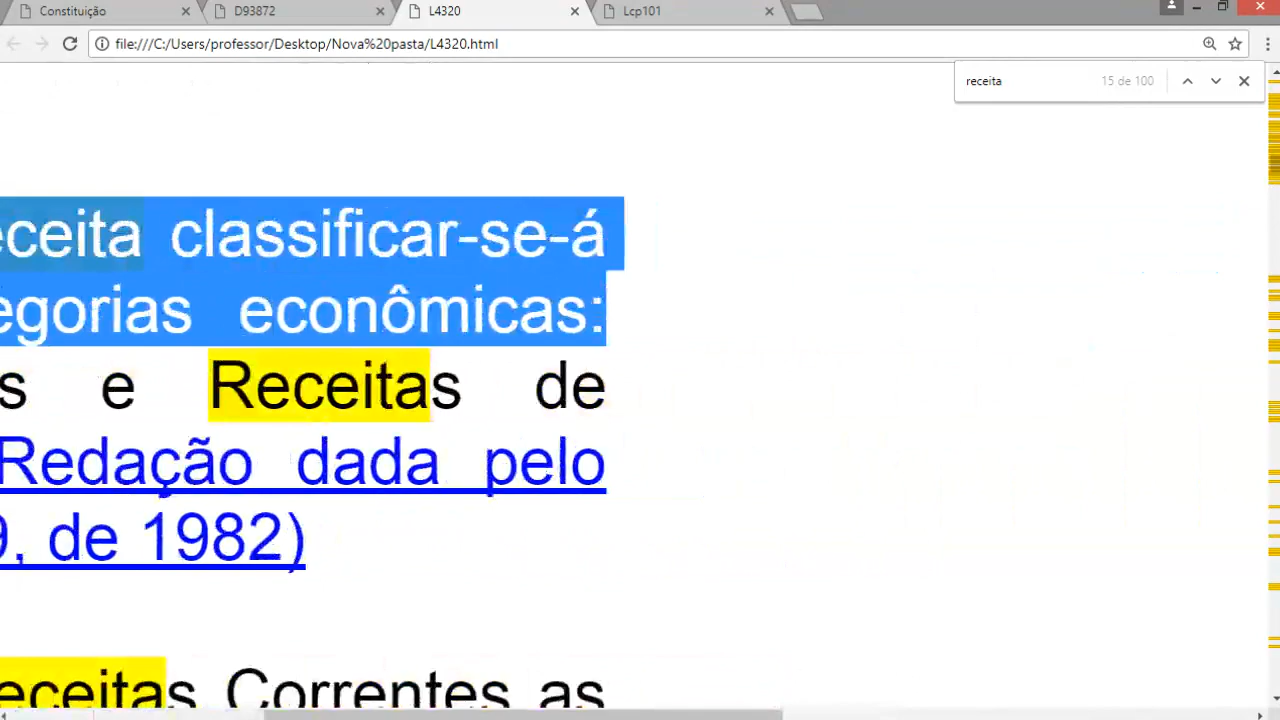 Constituição D93872 L4320 Lcp101
file:///C:/Users/professor/Desktop/Nova%20pasta/L4320.html
receita 15 de 100
eceita classificar-se-á
egorias econômicas:
s e Receitas de
Redação dada pelo
9, de 1982)
eceitas Correntes as